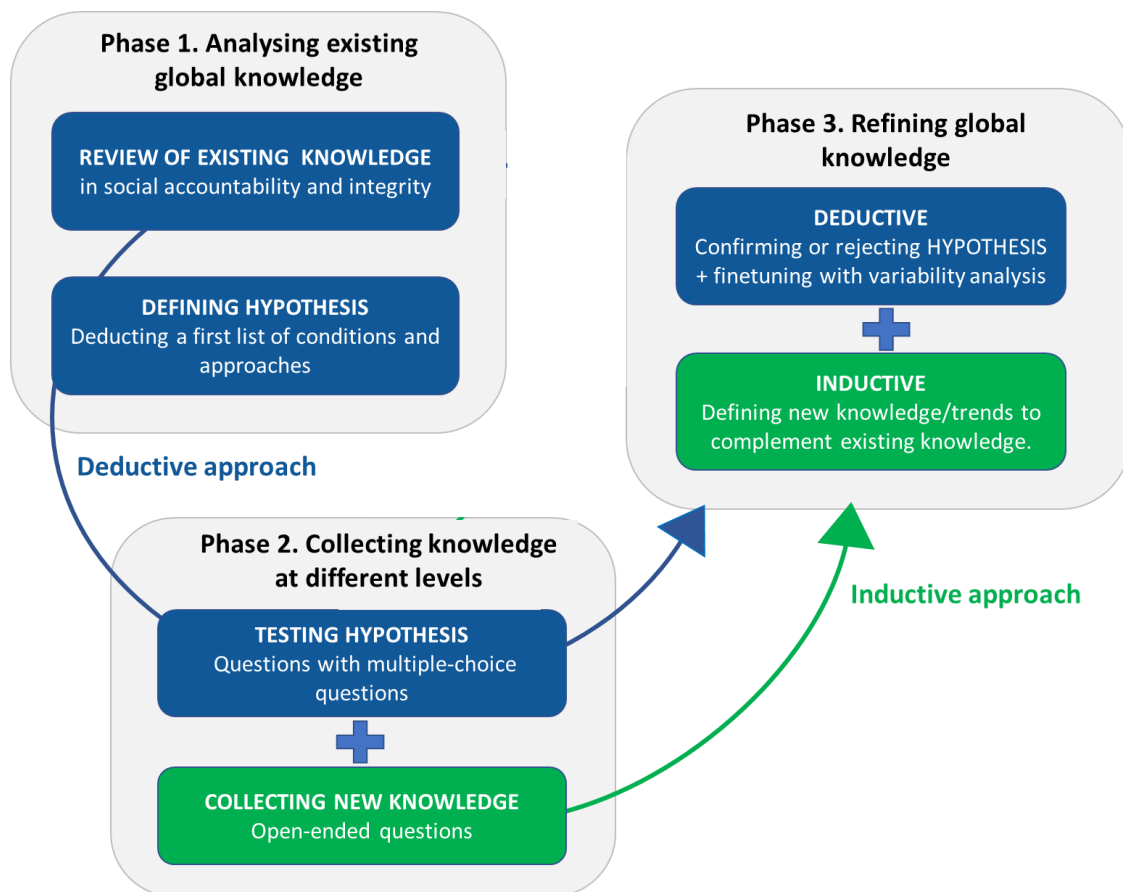 Phase 1. Analysing existing
global knowledge
REVIEW OF EXISTING KNOWLEDGE
in social accountability and integrity
DEFINING HYPOTHESIS
Deducting a first list of conditions and
approaches
Deductive approach
Phase 2. Collecting knowledge
at different levels
TESTING HYPOTHESIS
Questions with multiple-choice
questions
COLLECTING NEW KNOWLEDGE
Open-ended questions
Phase 3. Refining global
knowledge
DEDUCTIVE
Confirming or rejecting HYPOTHESIS
+ finetuning with variability analysis
INDUCTIVE
Defining new knowledge/trends to
complement existing knowledge.
Inductive approach